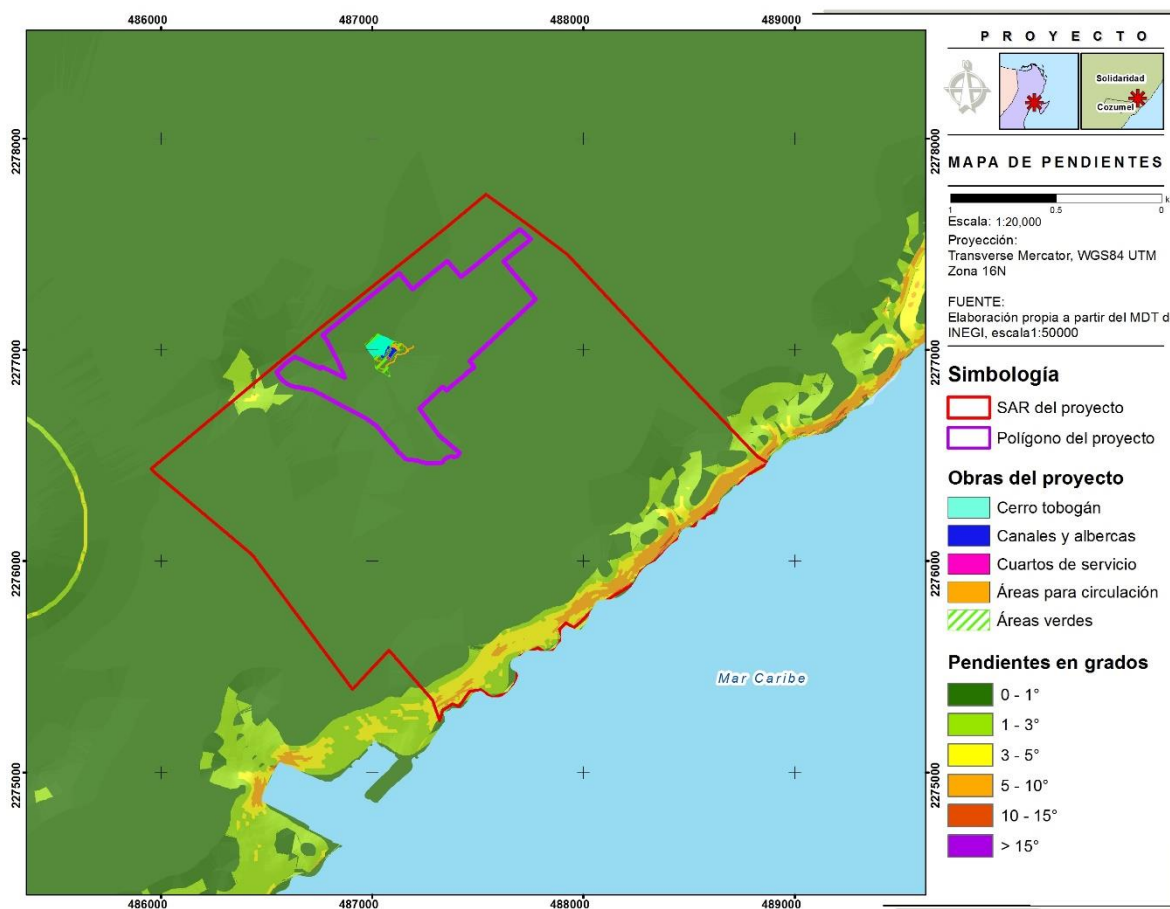 486000 487000 488000 489000
2278000
2277000
2276000
2275000
486000 487000 488000 489000
2278000
2277000
2276000
2275000
Mar Caribe
PROYECTO
Solidaridad
Cozumel
MAPA DE PENDIENTES
1 0.5 0 k
Escala: 1:20,000
Proyección:
Transverse Mercator, WGS84 UTM
Zona 16N
FUENTE:
Elaboración propia a partir del MDT d
INEGI, escala1:50000
Simbología
SAR del proyecto
Polígono del proyecto
Obras del proyecto
Cerro tobogán
Canales y albercas
Cuartos de servicio
Áreas para circulación
Áreas verdes
Pendientes en grados
0 - 1°
1 - 3°
3 - 5°
5 - 10°
10 - 15°
> 15°